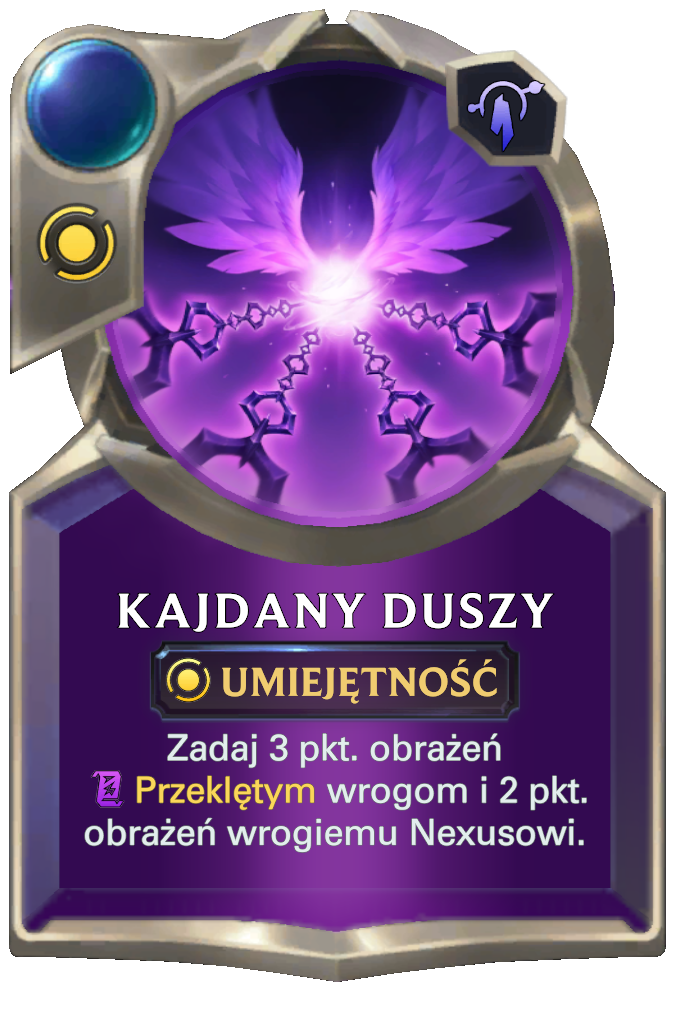 KAJDANY DUSZY
UMIEJĘTNOŚĆ
Zadaj 3 pkt. obrażeń
Przeklętym wrogom i 2 pkt.
obrażeń wrogiemu Nexusowi.